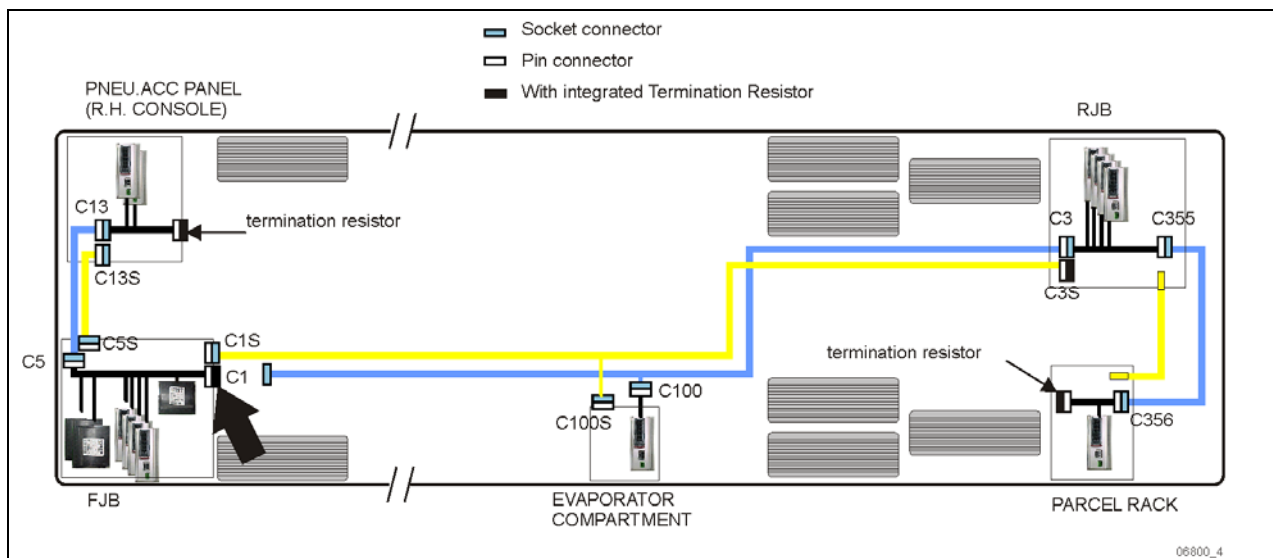 Socket connector
Pin connector
With integrated Termination Resistor
PNEU.ACC PANEL
(R.H. CONSOLE)
RJB
C13
termination resistor
C3
C355
C13S
C3S
C5
C5S
C1S
C1
termination resistor
C100
C100S
C356
FJB
EVAPORATOR
COMPARTMENT
PARCEL RACK
06800_4